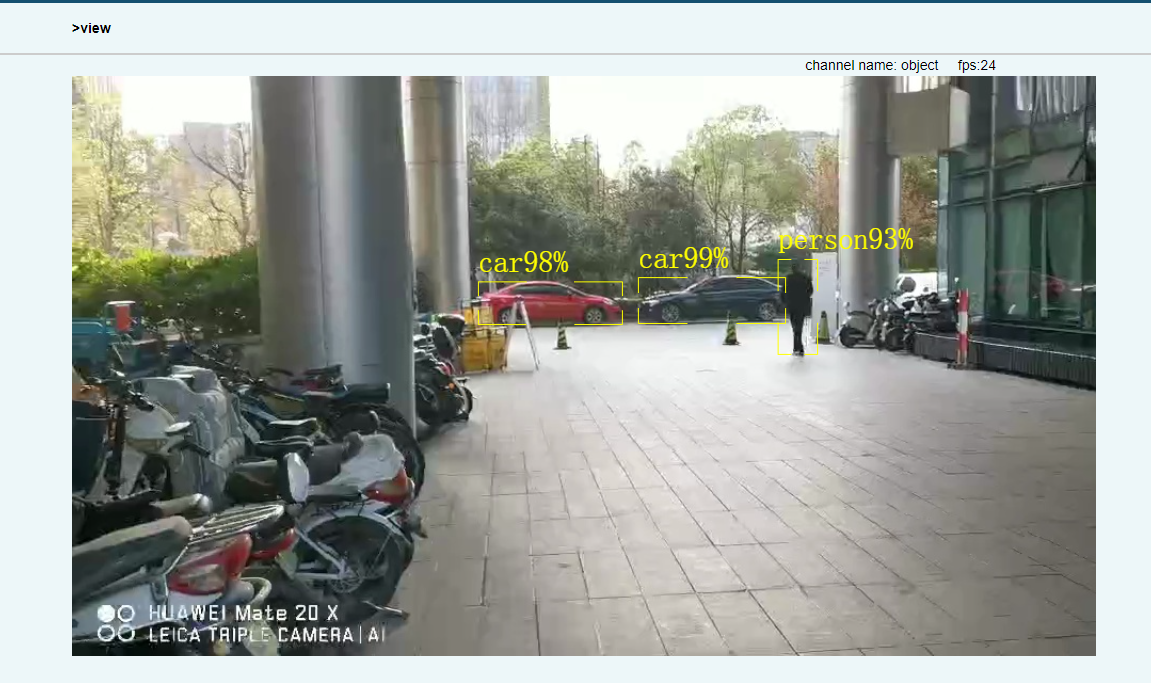 >view
channel name: object fps:24
person93%
car99%
car98%
HUAWEI Mate 20 X
LEICA TRIPLE CAMERA | AI